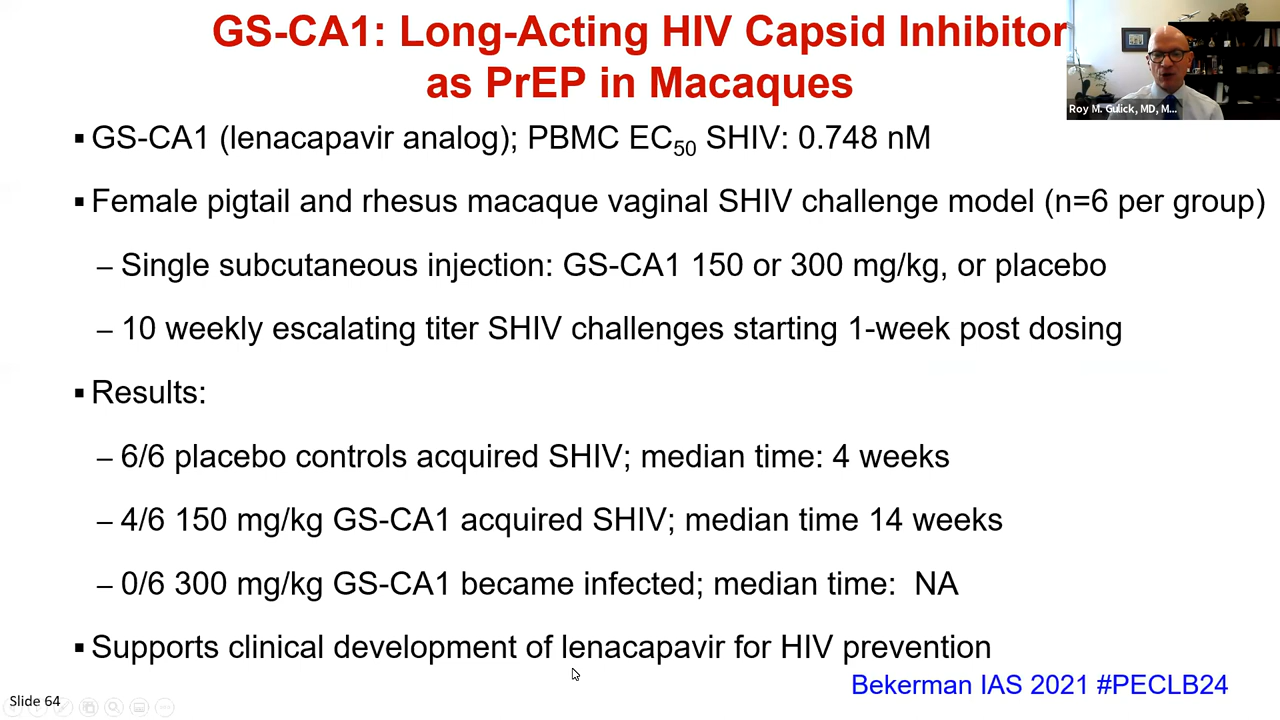 GS-CA1: Long-Acting HIV Capsid Inhibitor
as PrEP in Macaques
Roy M. Gulick, MD, M...
▪ GS-CA1 (lenacapavir analog); PBMC EC50 SHIV: 0.748 nM
▪ Female pigtail and rhesus macaque vaginal SHIV challenge model (n=6 per group)
– Single subcutaneous injection: GS-CA1 150 or 300 mg/kg, or placebo
– 10 weekly escalating titer SHIV challenges starting 1-week post dosing
▪ Results:
– 6/6 placebo controls acquired SHIV; median time: 4 weeks
– 4/6 150 mg/kg GS-CA1 acquired SHIV; median time 14 weeks
– 0/6 300 mg/kg GS-CA1 became infected; median time: NA
▪ Supports clinical development of lenacapavir for HIV prevention
Bekerman IAS 2021 #PECLB24
Slide 64